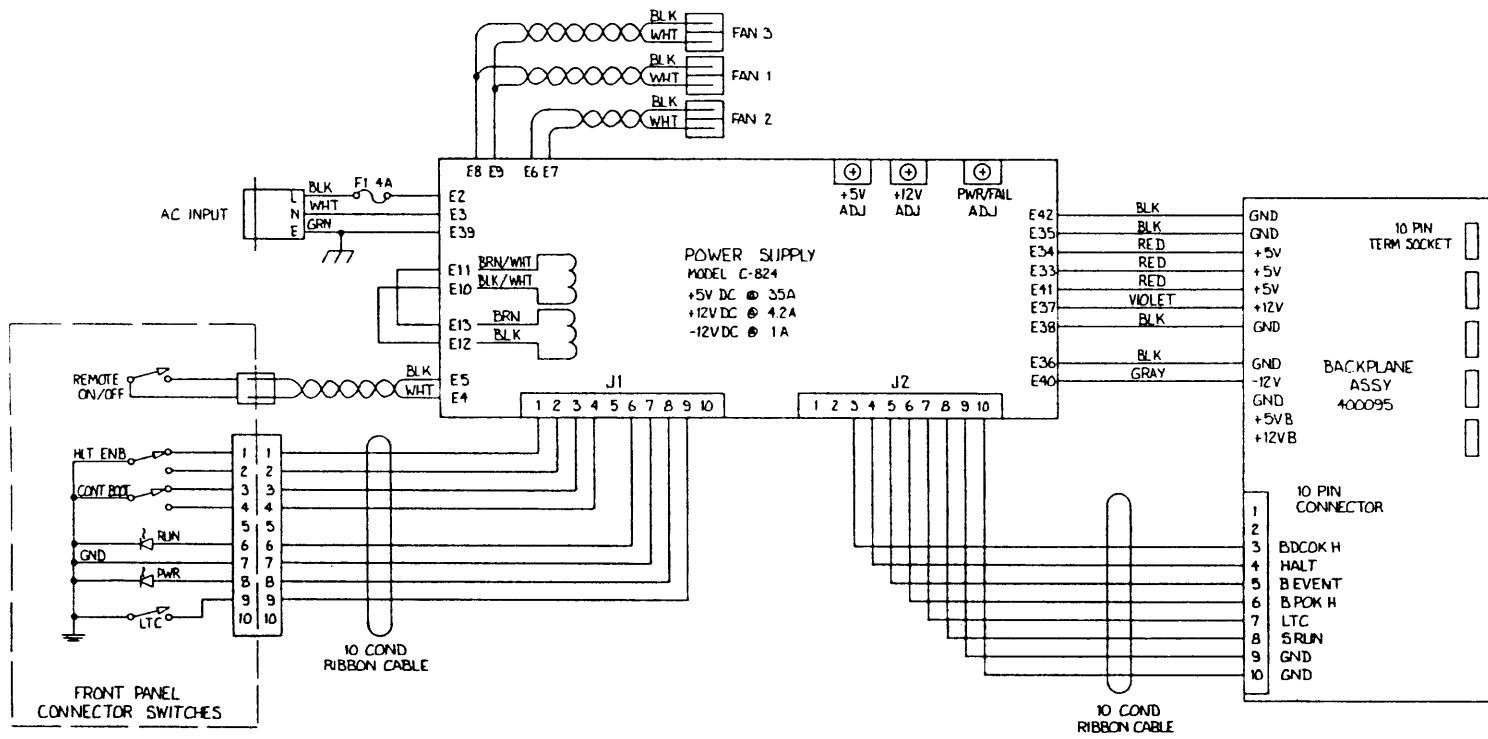 BLK
WHT
FAN 3
BLK
WHT
FAN 1
BLK
WHT
FAN 2
E8 E9 E6 E7
AC INPUT
L
N
E
BLK
WHT
GRN
F1 4A
E2
E3
E39
E11
E10
E13
E12
BRN/WHT
BLK/WHT
BRN
BLK
+5V
ADJ
+12V
ADJ
PWR/FAIL
ADJ
POWER SUPPLY
MODEL C-824
+5V DC @ 35A
+12VDC @ 4.2A
-12VDC @ 1A
E42
E35
E34
E33
E41
E37
E38
E36
E40
BLK
BLK
RED
RED
RED
VIOLET
BLK
BLK
GRAY
GND
GND
+5V
+5V
+5V
+12V
GND
GND
-12V
GND
+5VB
+12VB
10 PIN
TERM SOCKET
BACKPLANE
ASSY
400095
REMOTE
ON/OFF
BLK
WHT
E5
E4
J1
1 2 3 4 5 6 7 8 9 10
J2
1 2 3 4 5 6 7 8 9 10
HLT ENB
CONT BOOT
RUN
GND
PWR
LTC
1 1
2 2
3 3
4 4
5 5
6 6
7 7
8 8
9 9
10 10
10 COND
RIBBON CABLE
FRONT PANEL
CONNECTOR SWITCHES
10 PIN
CONNECTOR
1
2
3 BDCOK H
4 HALT
5 BEVENT
6 BPOK H
7 LTC
8 SRUN
9 GND
10 GND
10 COND
RIBBON CABLE